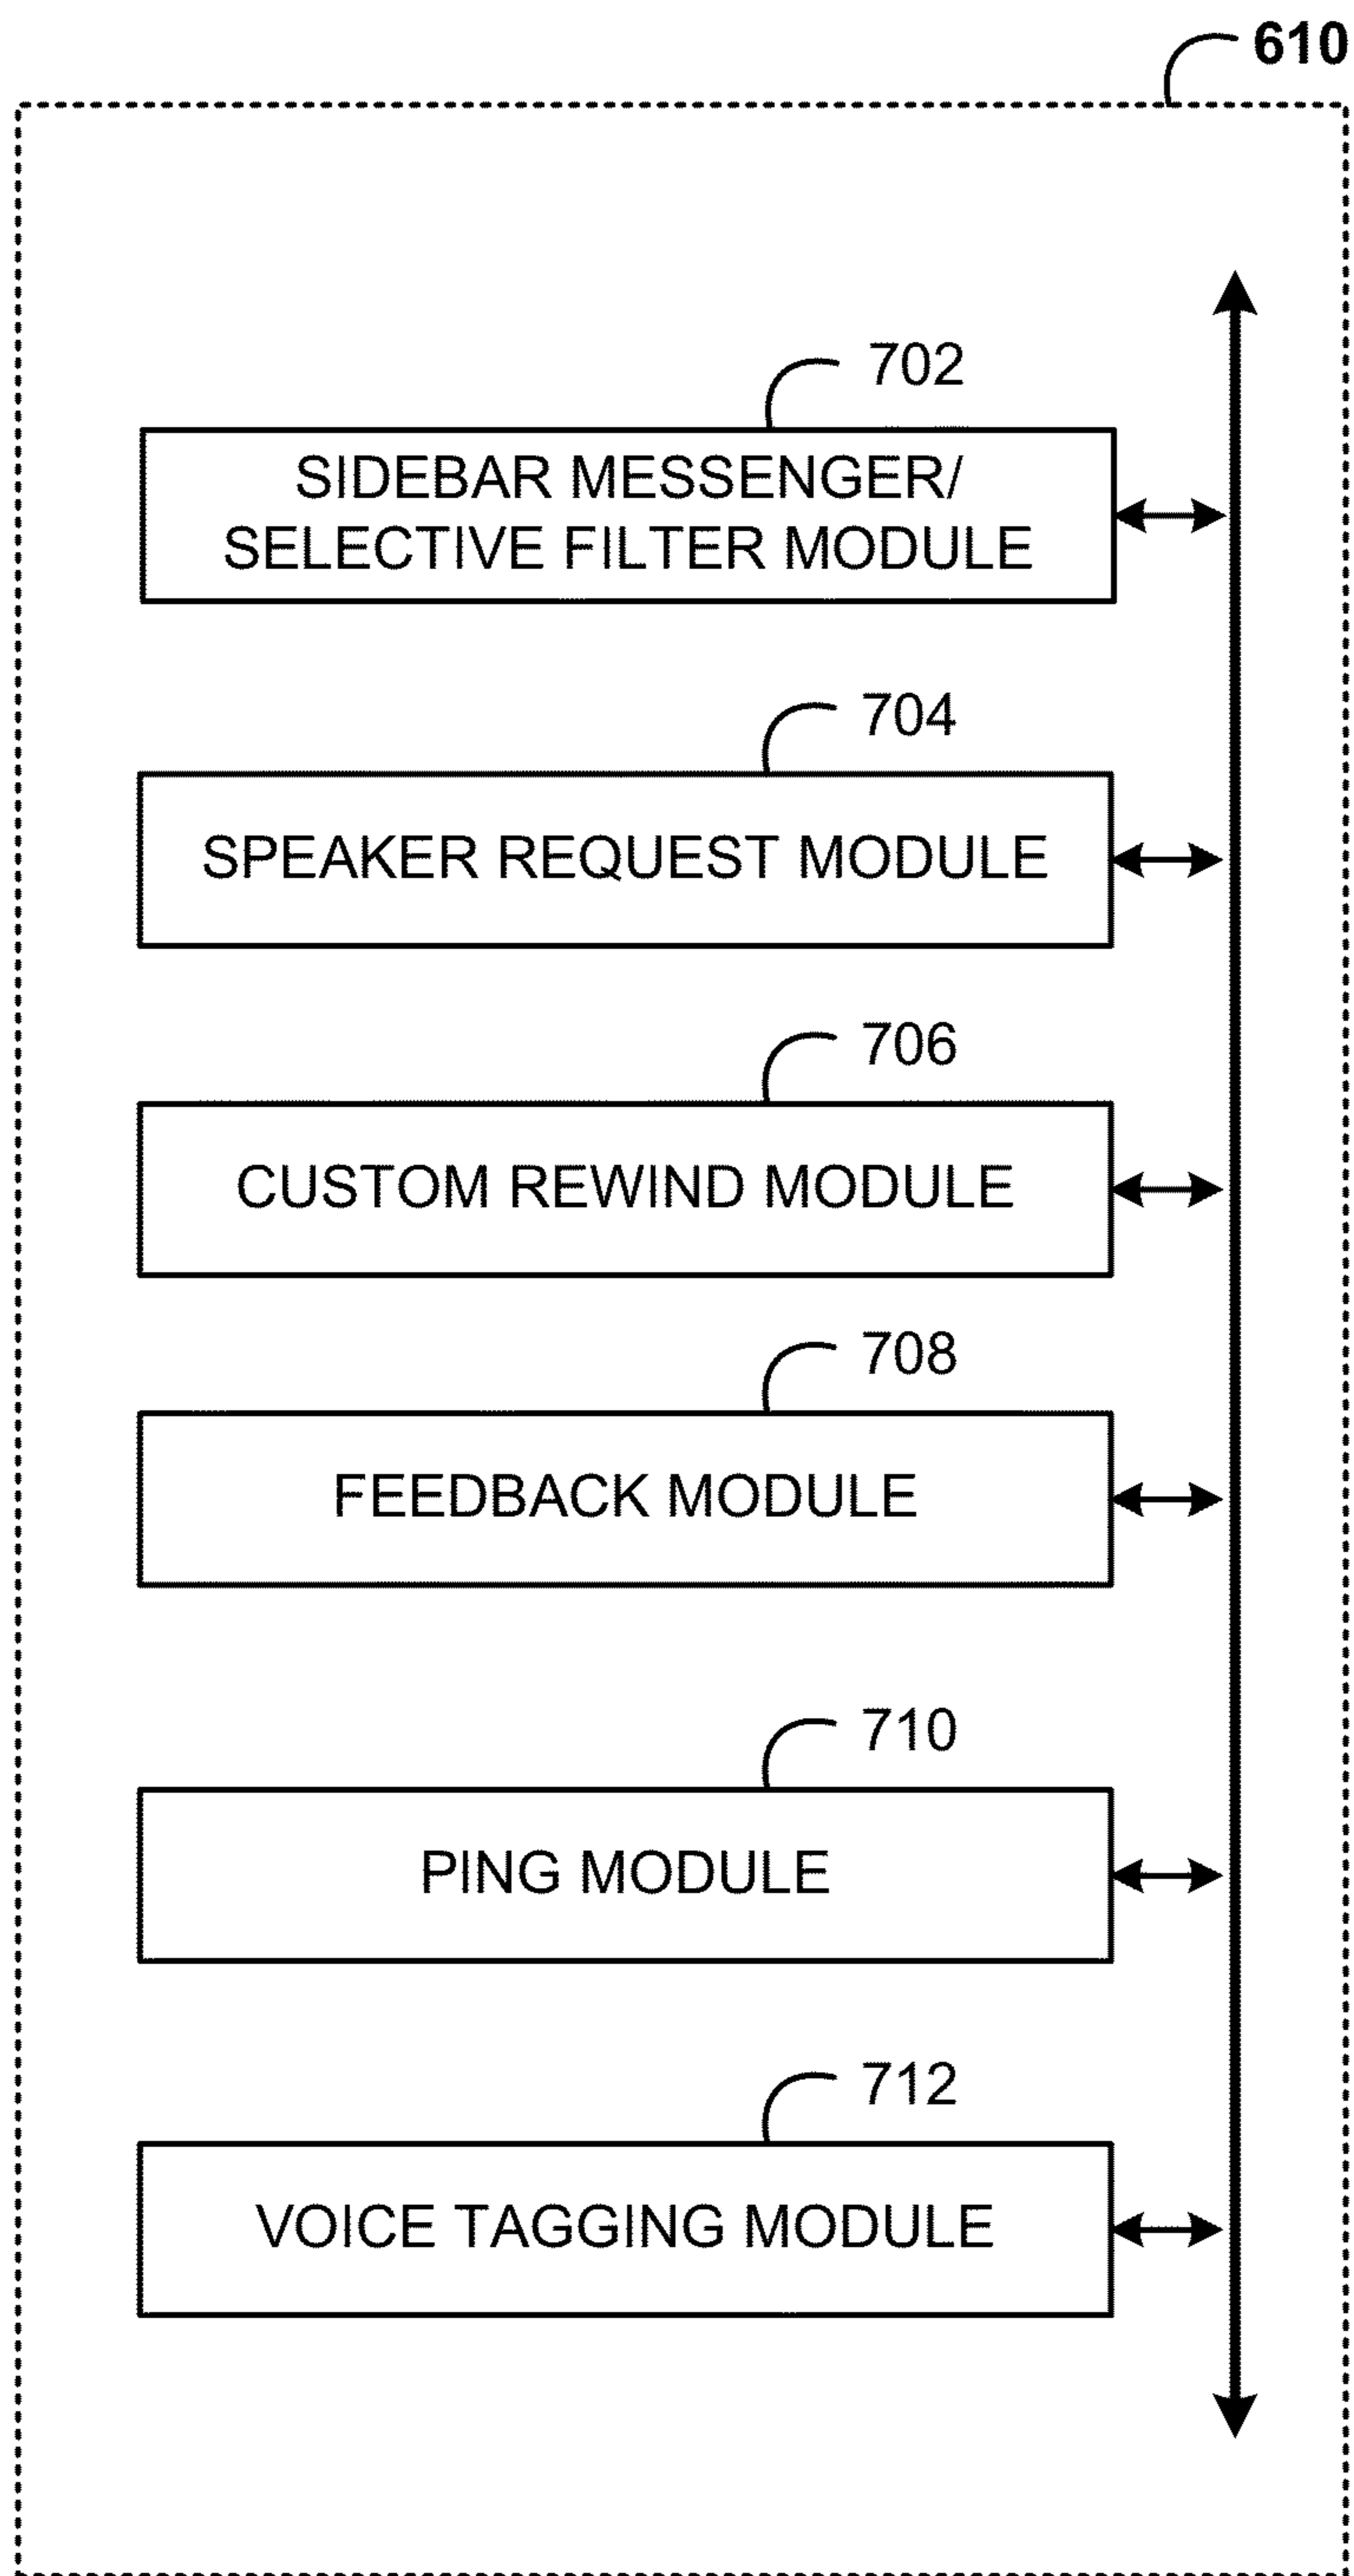 610
702
SIDEBAR MESSENGER/
SELECTIVE FILTER MODULE
704
SPEAKER REQUEST MODULE
706
CUSTOM REWIND MODULE
708
FEEDBACK MODULE
710
PING MODULE
712
VOICE TAGGING MODULE